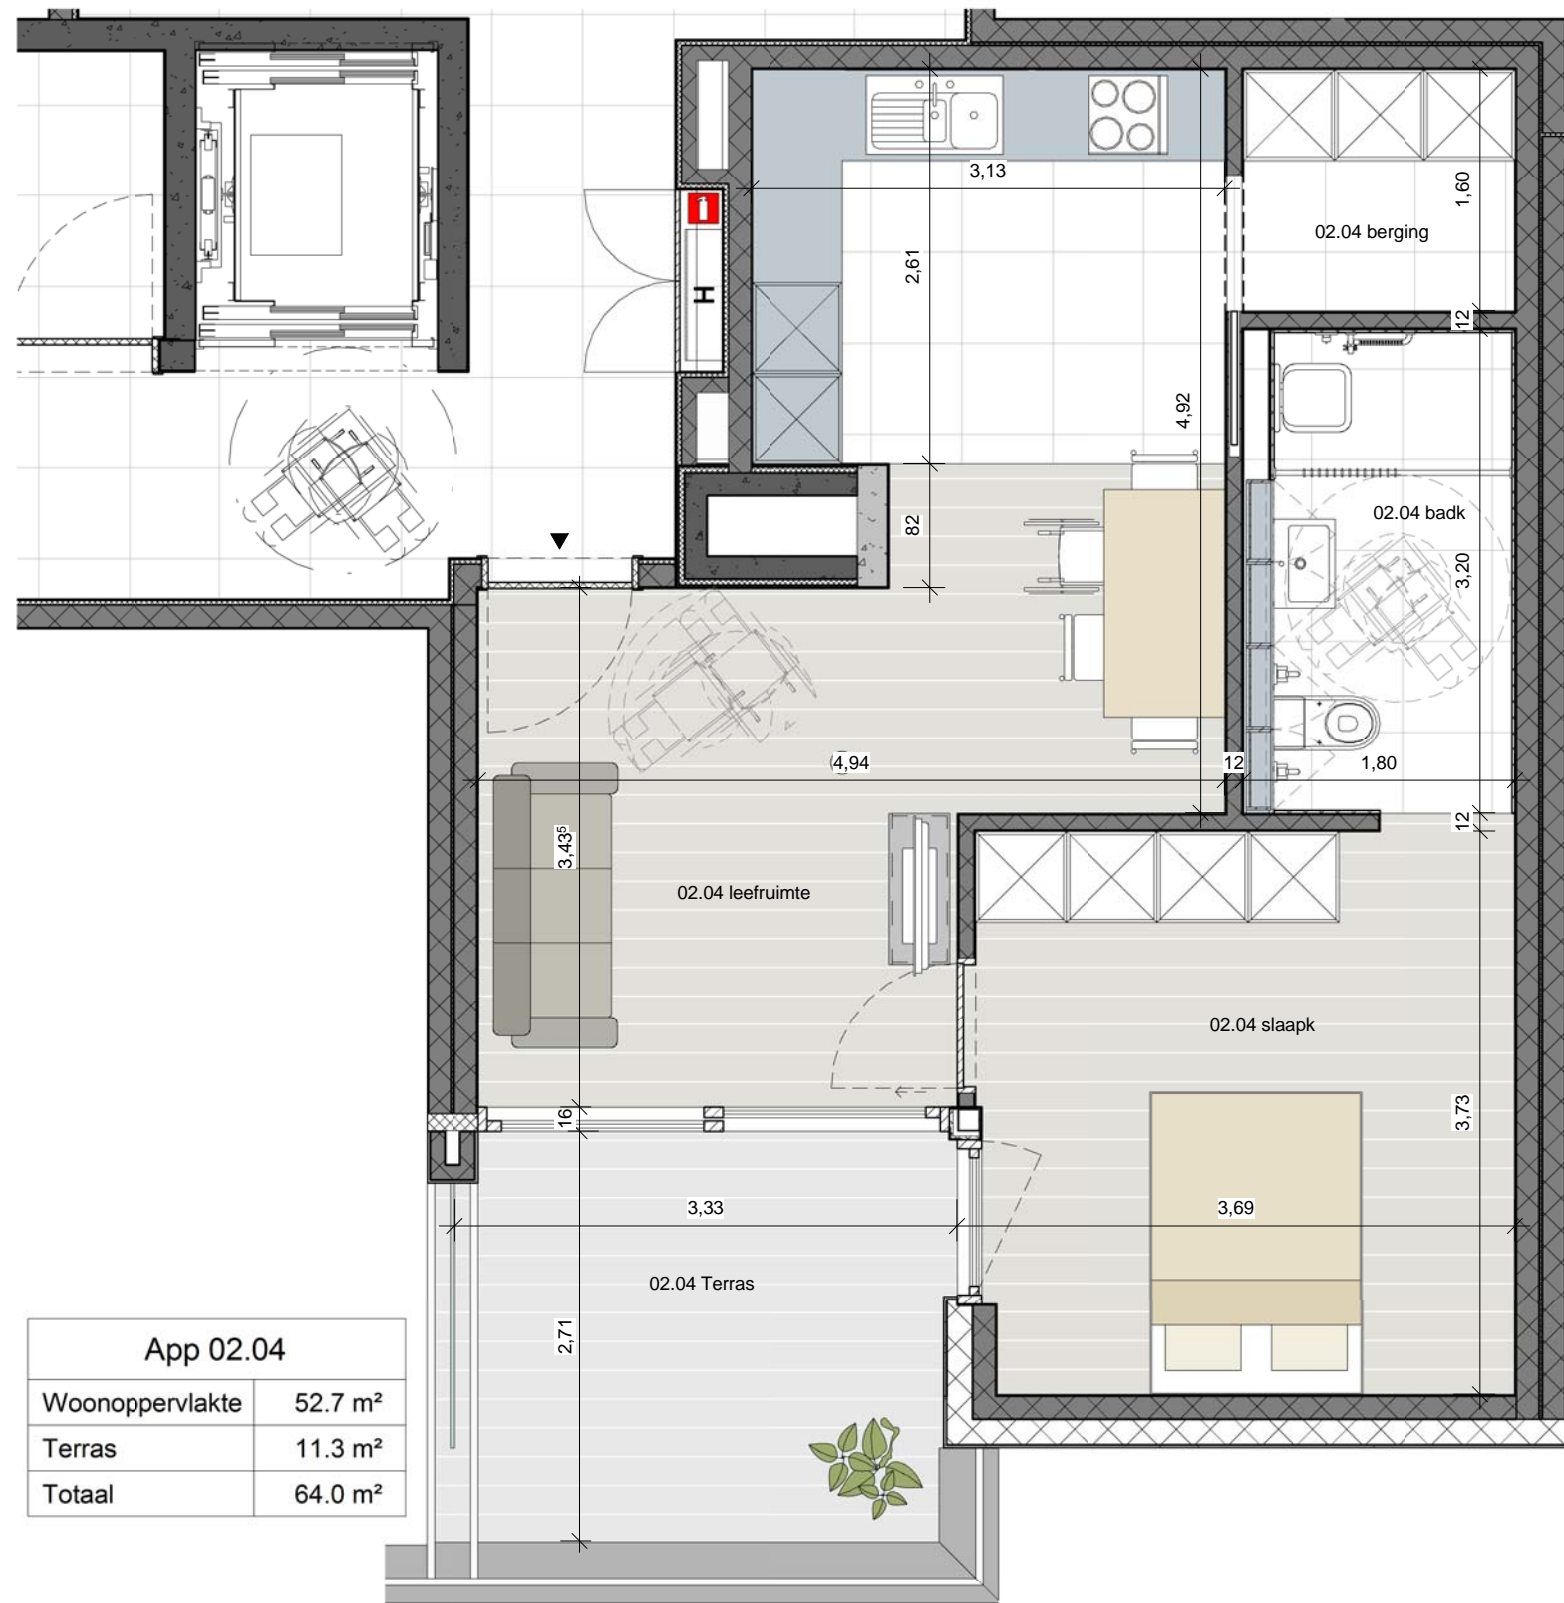 3,13
1,60
02.04 berging
2,61
H
12
4,92
82
02.04 badk
3,20
4,94
12
1,80
12
3,43⁵
02.04 leefruimte
02.04 slaapk
16
3,73
3,33
3,69
02.04 Terras
2,71
App 02.04
Woonoppervlakte 52.7 m²
Terras 11.3 m²
Totaal 64.0 m²